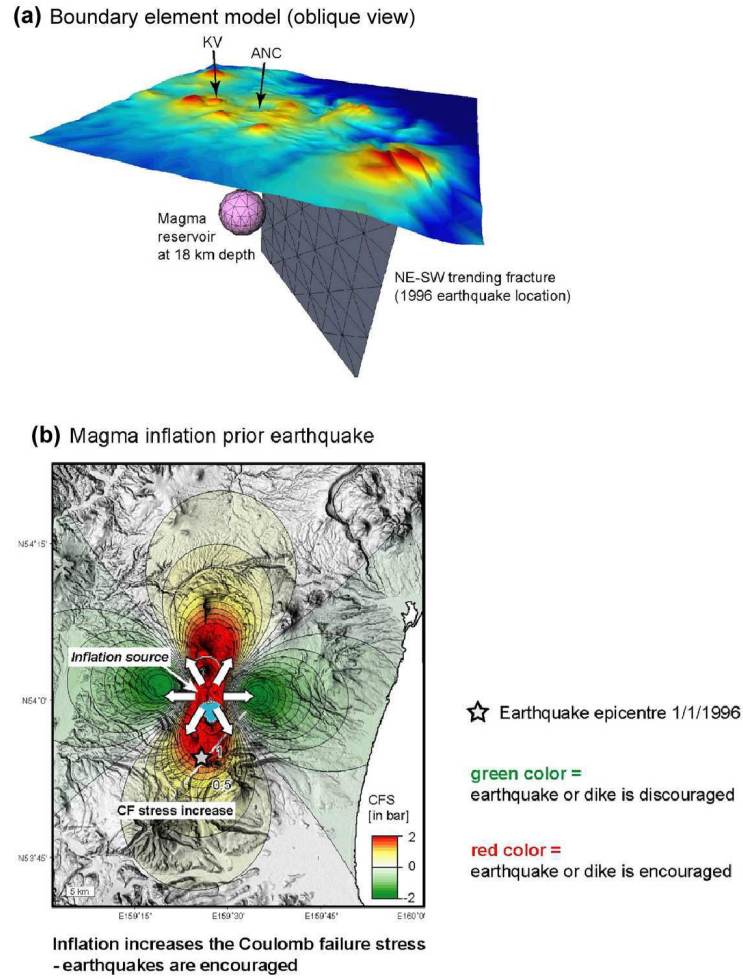 (a) Boundary element model (oblique view)
KV
ANC
Magma
reservoir
at 18 km depth
NE-SW trending fracture
(1996 earthquake location)
(b) Magma inflation prior earthquake
N54°15'
Inflation source
N54°0'
Earthquake epicentre 1/1/1996
1
green color =
earthquake or dike is discouraged
0.5
CF stress increase
CFS
[in bar]
2
0
-2
red color =
earthquake or dike is encouraged
N53°45'
5 km
E159°15'
E159°30'
E159°45'
E160°0'
Inflation increases the Coulomb failure stress
- earthquakes are encouraged